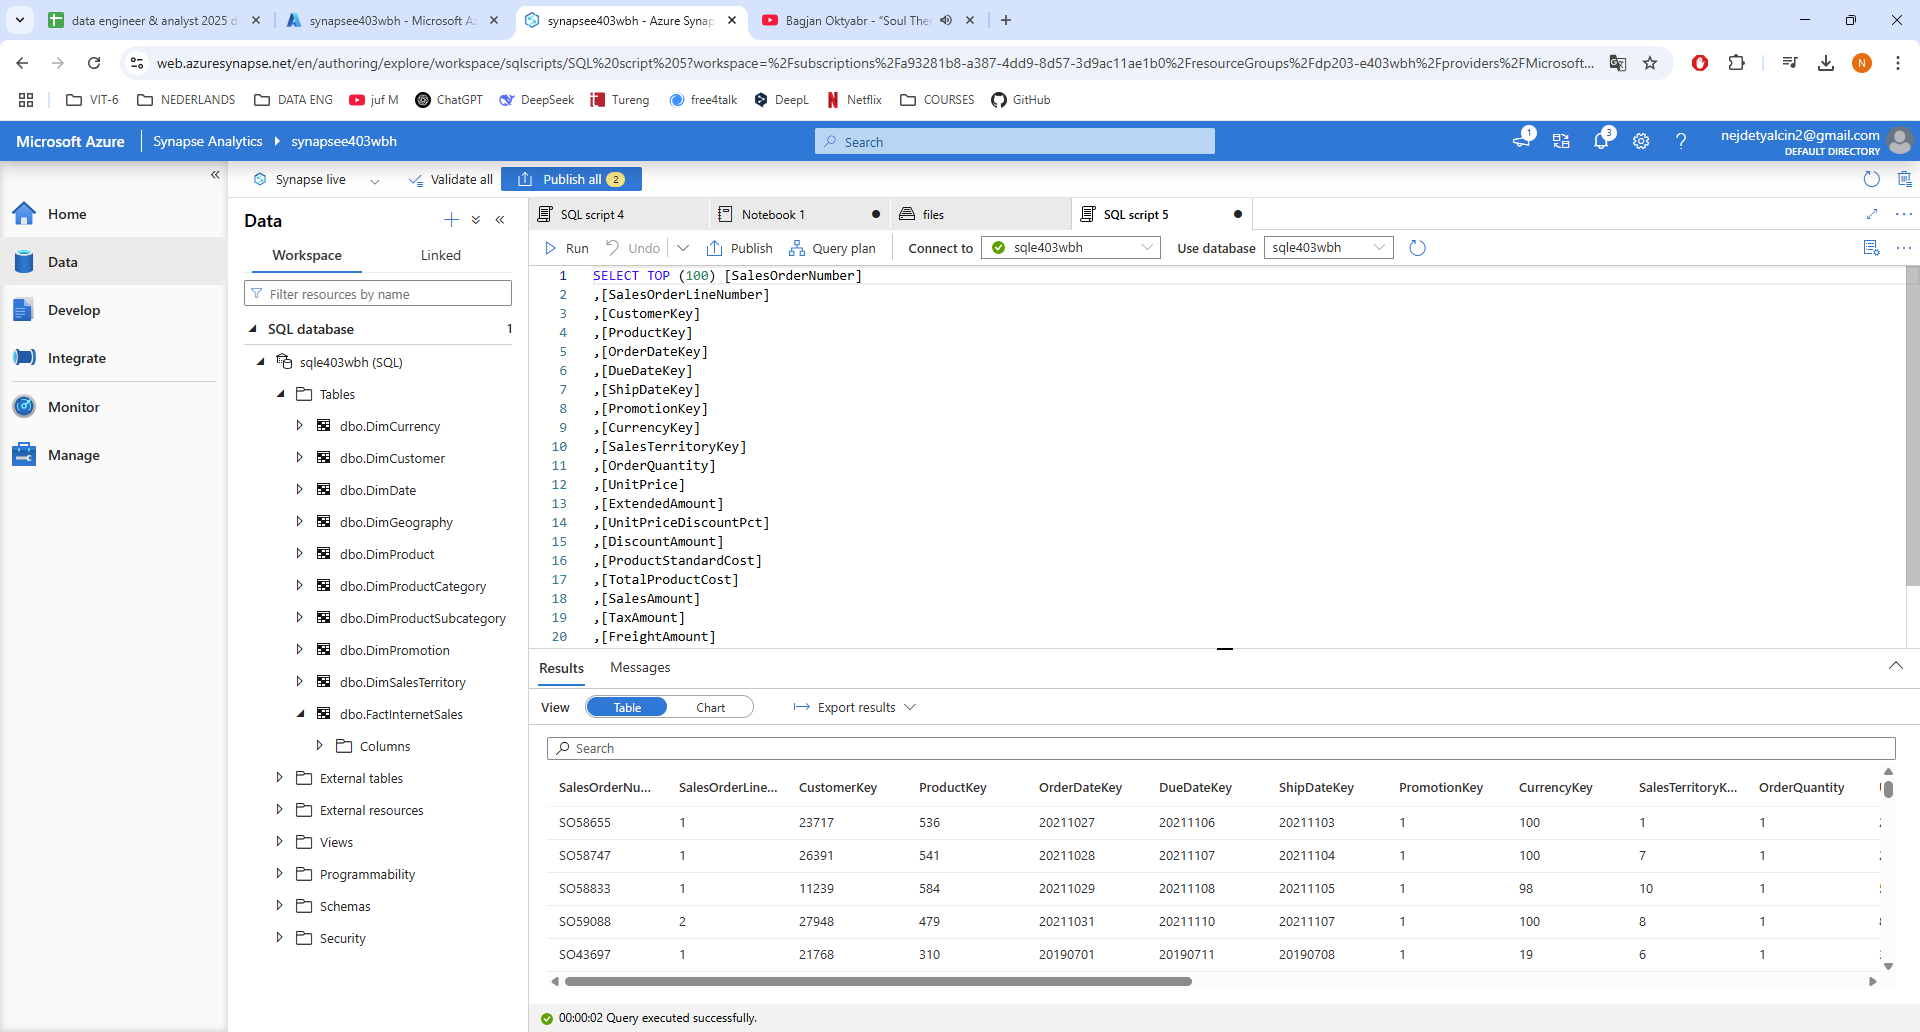 data engineer & analyst 2025 d
synapsee403wbh - Microsoft Az
synapsee403wbh - Azure Synap
Bagjan Oktyabr - “Soul Ther
web.azuresynapse.net/en/authoring/explore/workspace/sqlscripts/SQL%20script%205?workspace=%2Fsubscriptions%2Fa93281b8-a387-4dd9-8d57-3d9ac11ae1b0%2FresourceGroups%2Fdp203-e403wbh%2Fproviders%2FMicrosoft...
N
VIT-6
NEDERLANDS
DATA ENG
juf M
ChatGPT
DeepSeek
Tureng
free4talk
DeepL
Netflix
COURSES
GitHub
Microsoft Azure
Synapse Analytics
synapsee403wbh
Search
1
3
nejdetyalcin2@gmail.com
DEFAULT DIRECTORY
Synapse live
Validate all
Publish all 2
Home
Data
Develop
Integrate
Monitor
Manage
Data
Workspace
Linked
Filter resources by name
SQL database 1
sqle403wbh (SQL)
Tables
dbo.DimCurrency
dbo.DimCustomer
dbo.DimDate
dbo.DimGeography
dbo.DimProduct
dbo.DimProductCategory
dbo.DimProductSubcategory
dbo.DimPromotion
dbo.DimSalesTerritory
dbo.FactInternetSales
Columns
External tables
External resources
Views
Programmability
Schemas
Security
SQL script 4
Notebook 1
files
SQL script 5
Run
Undo
Publish
Query plan
Connect to
sqle403wbh
Use database
sqle403wbh
1 SELECT TOP (100) [SalesOrderNumber]
2 ,[SalesOrderLineNumber]
3 ,[CustomerKey]
4 ,[ProductKey]
5 ,[OrderDateKey]
6 ,[DueDateKey]
7 ,[ShipDateKey]
8 ,[PromotionKey]
9 ,[CurrencyKey]
10 ,[SalesTerritoryKey]
11 ,[OrderQuantity]
12 ,[UnitPrice]
13 ,[ExtendedAmount]
14 ,[UnitPriceDiscountPct]
15 ,[DiscountAmount]
16 ,[ProductStandardCost]
17 ,[TotalProductCost]
18 ,[SalesAmount]
19 ,[TaxAmount]
20 ,[FreightAmount]
Results
Messages
View
Table
Chart
Export results
Search
SalesOrderNu... SalesOrderLine... CustomerKey ProductKey OrderDateKey DueDateKey ShipDateKey PromotionKey CurrencyKey SalesTerritoryK... OrderQuantity
SO58655 1 23717 536 20211027 20211106 20211103 1 100 1 1
SO58747 1 26391 541 20211028 20211107 20211104 1 100 7 1
SO58833 1 11239 584 20211029 20211108 20211105 1 98 10 1
SO59088 2 27948 479 20211031 20211110 20211107 1 100 8 1
SO43697 1 21768 310 20190701 20190711 20190708 1 19 6 1
00:00:02 Query executed successfully.